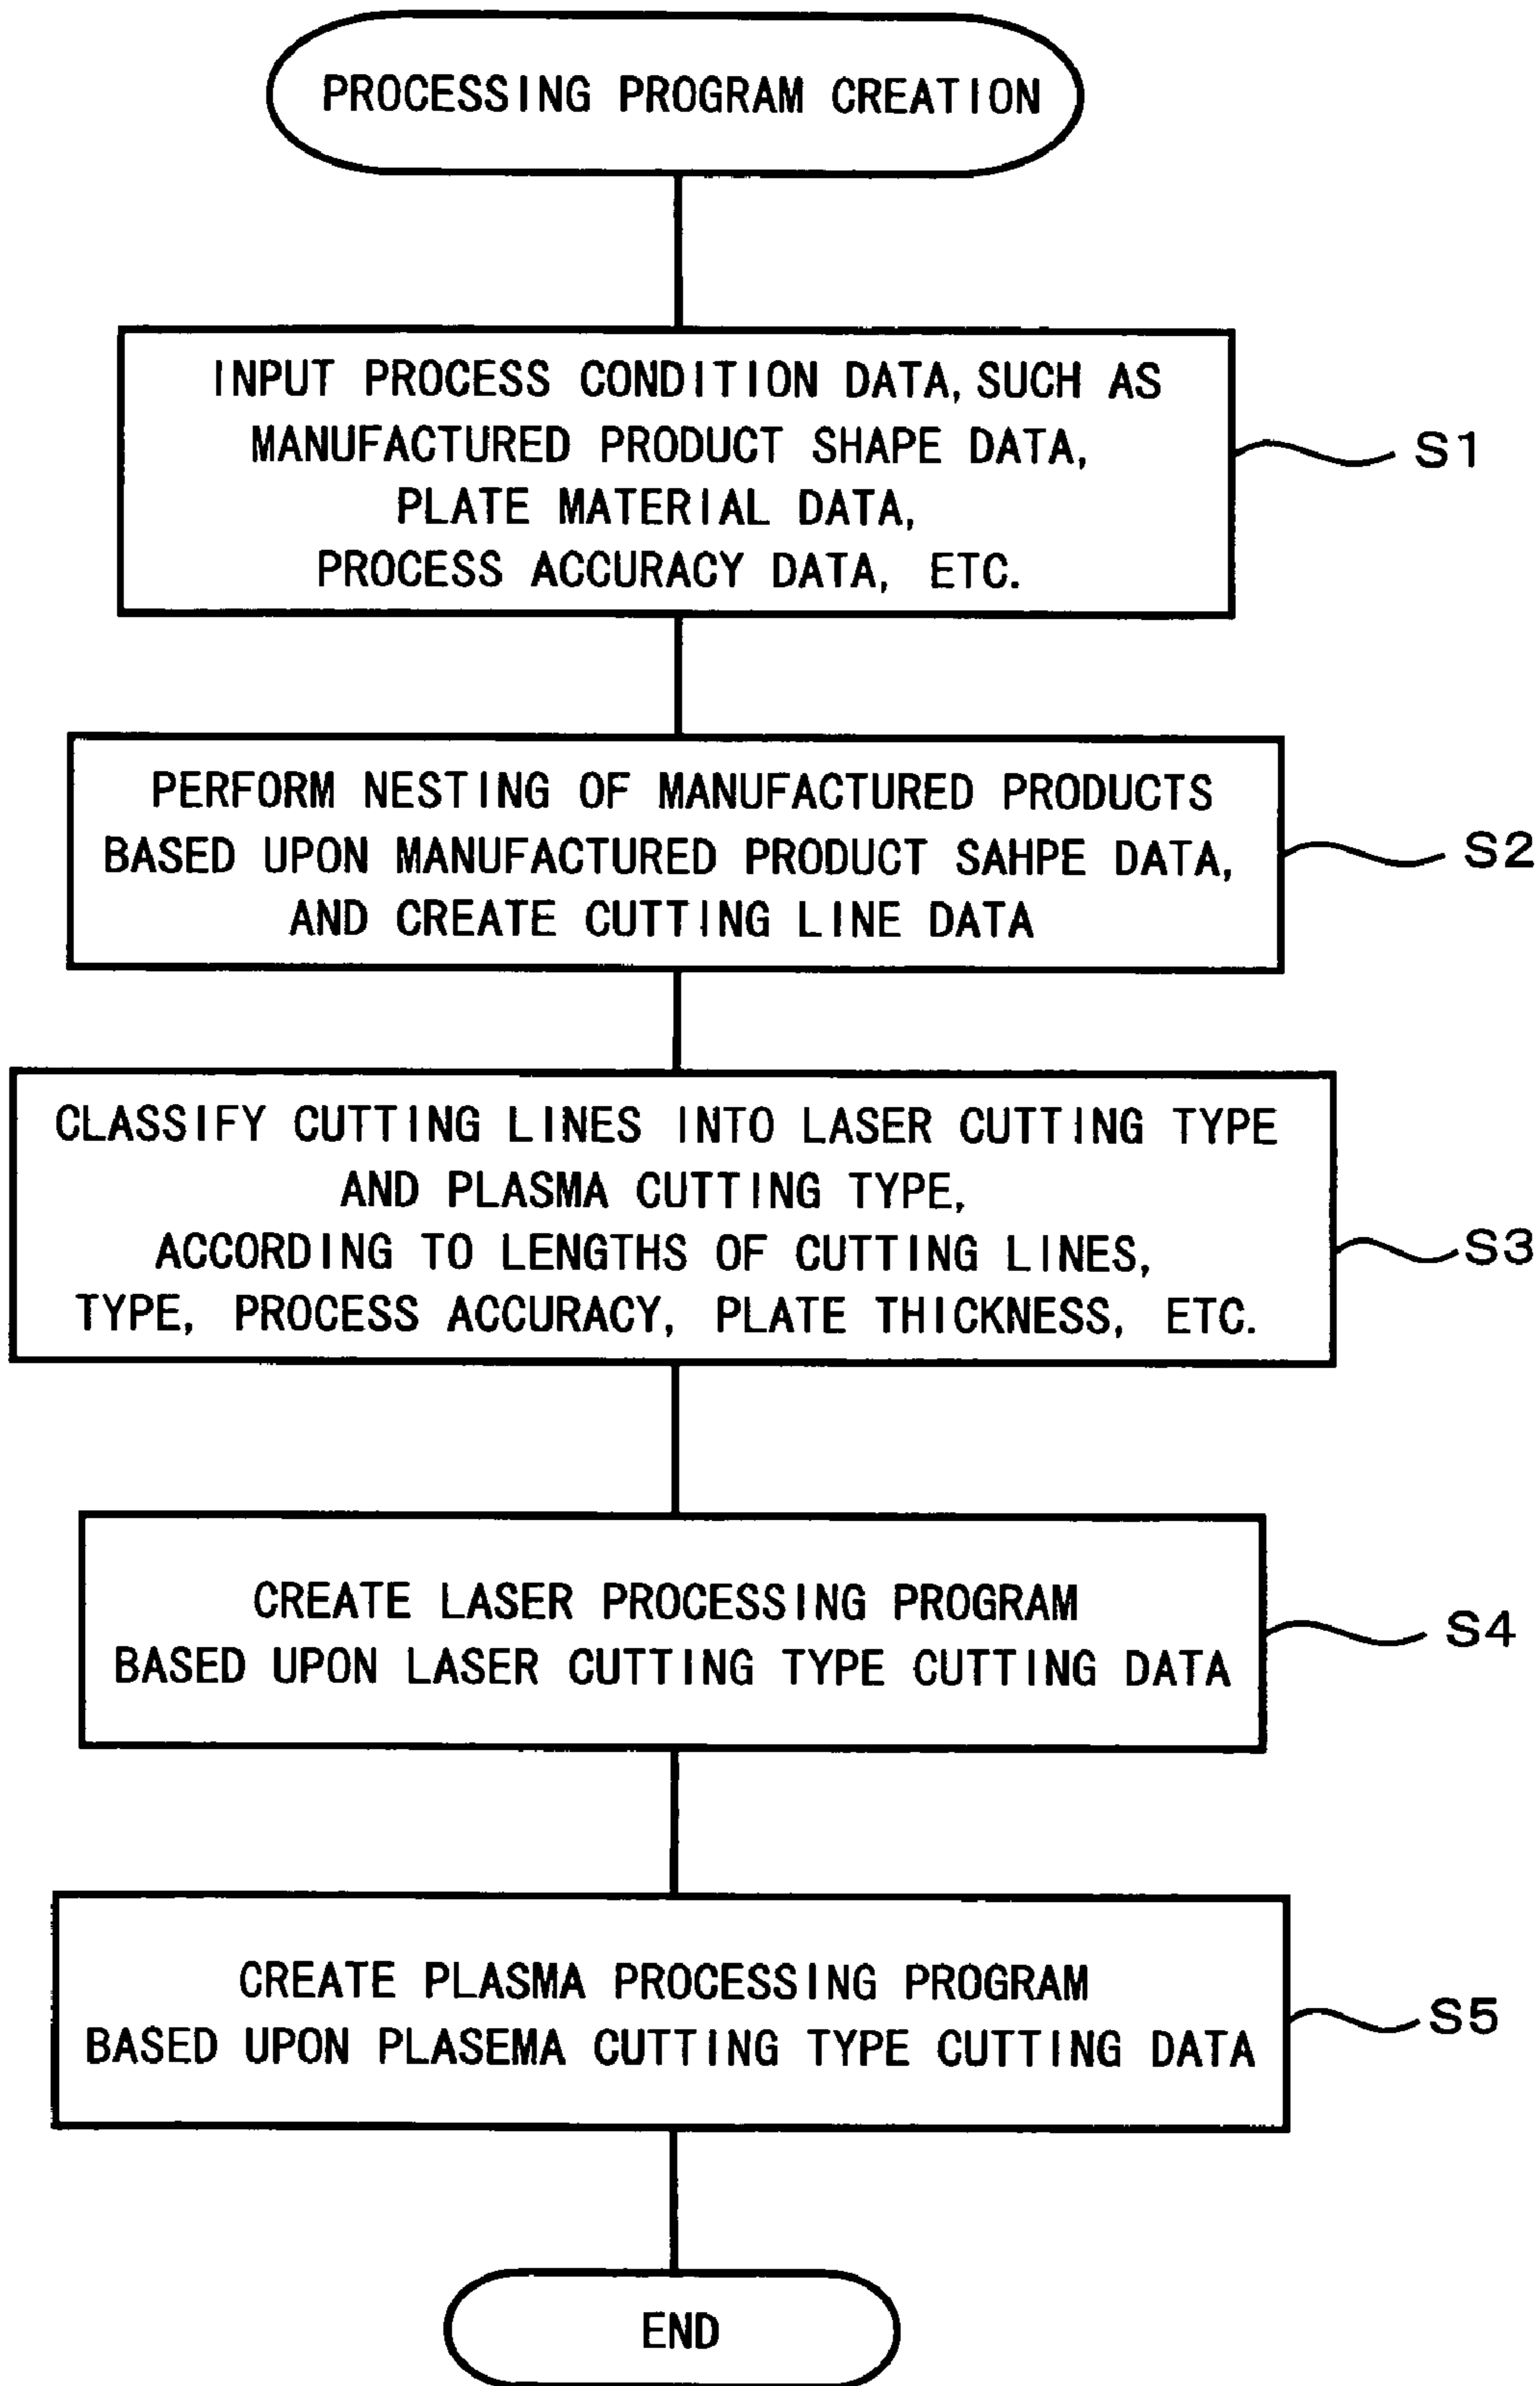 PROCESSING PROGRAM CREATION
INPUT PROCESS CONDITION DATA, SUCH AS
MANUFACTURED PRODUCT SHAPE DATA,
PLATE MATERIAL DATA,
PROCESS ACCURACY DATA, ETC.
S1
PERFORM NESTING OF MANUFACTURED PRODUCTS
BASED UPON MANUFACTURED PRODUCT SAHPE DATA,
AND CREATE CUTTING LINE DATA
S2
CLASSIFY CUTTING LINES INTO LASER CUTTING TYPE
AND PLASMA CUTTING TYPE,
ACCORDING TO LENGTHS OF CUTTING LINES,
TYPE, PROCESS ACCURACY, PLATE THICKNESS, ETC.
S3
CREATE LASER PROCESSING PROGRAM
BASED UPON LASER CUTTING TYPE CUTTING DATA
S4
CREATE PLASMA PROCESSING PROGRAM
BASED UPON PLASEMA CUTTING TYPE CUTTING DATA
S5
END